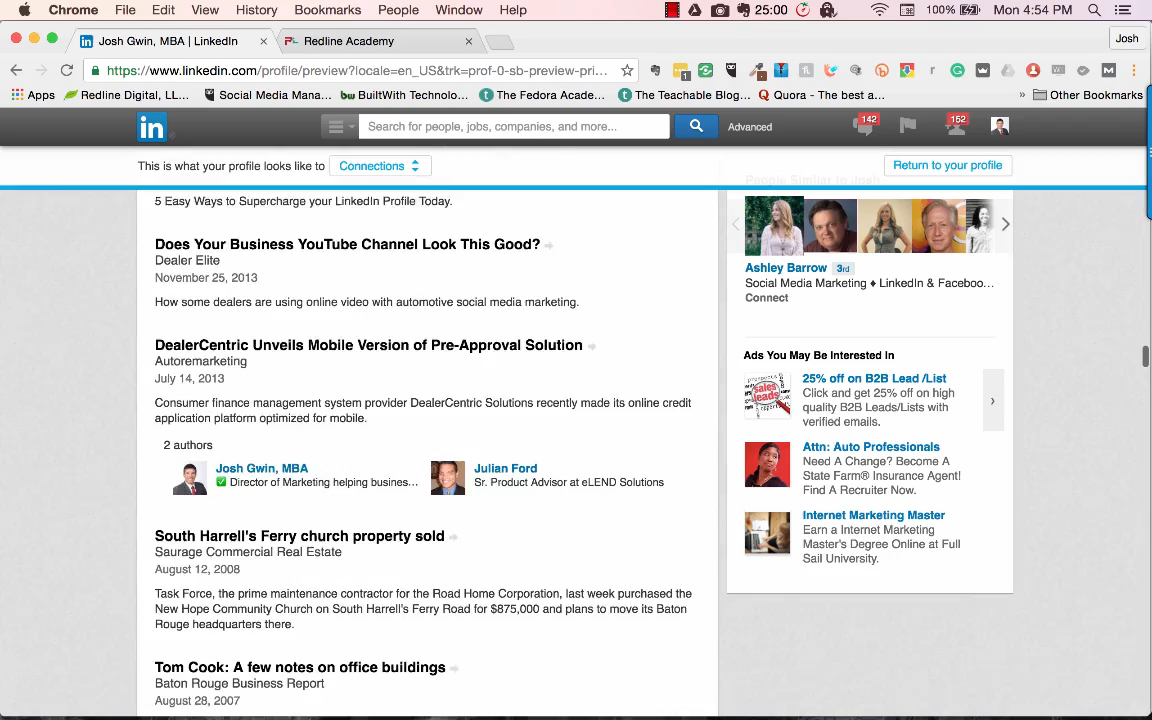 Chrome File Edit View History Bookmarks People Window Help 25:00 100% Mon 4:54 PM
Josh Gwin, MBA | LinkedIn Redline Academy Josh
https://www.linkedin.com/profile/preview?locale=en_US&trk=prof-0-sb-preview-pri...
Apps Redline Digital, LL... Social Media Mana... BuiltWith Technolo... The Fedora Acade... The Teachable Blog... Quora - The best a... » Other Bookmarks
in Search for people, jobs, companies, and more... Advanced 142 152
This is what your profile looks like to Connections Return to your profile
People Similar to Josh
5 Easy Ways to Supercharge your LinkedIn Profile Today.
Does Your Business YouTube Channel Look This Good?
Dealer Elite
November 25, 2013
How some dealers are using online video with automotive social media marketing.
DealerCentric Unveils Mobile Version of Pre-Approval Solution
Autoremarketing
July 14, 2013
Consumer finance management system provider DealerCentric Solutions recently made its online credit
application platform optimized for mobile.
2 authors
Josh Gwin, MBA
Director of Marketing helping busines...
Julian Ford
Sr. Product Advisor at eLEND Solutions
South Harrell's Ferry church property sold
Saurage Commercial Real Estate
August 12, 2008
Task Force, the prime maintenance contractor for the Road Home Corporation, last week purchased the
New Hope Community Church on South Harrell's Ferry Road for $875,000 and plans to move its Baton
Rouge headquarters there.
Tom Cook: A few notes on office buildings
Baton Rouge Business Report
August 28, 2007
Ashley Barrow 3rd
Social Media Marketing ♦ LinkedIn & Faceboo...
Connect
Ads You May Be Interested In
25% off on B2B Lead /List
Click and get 25% off on high
quality B2B Leads/Lists with
verified emails.
Attn: Auto Professionals
Need A Change? Become A
State Farm® Insurance Agent!
Find A Recruiter Now.
Internet Marketing Master
Earn a Internet Marketing
Master's Degree Online at Full
Sail University.
sales
leads